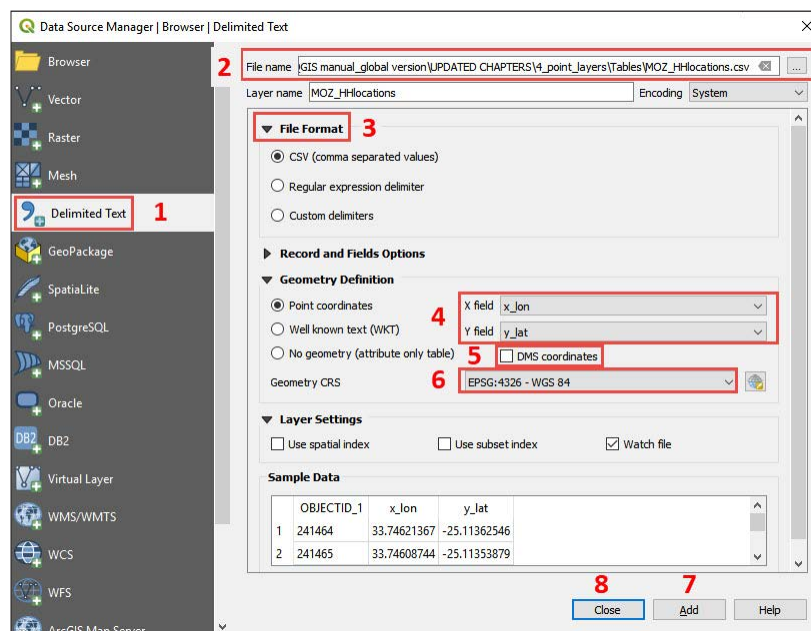 Data Source Manager | Browser | Delimited Text
Browser
Vector
Raster
Mesh
Delimited Text 1
GeoPackage
SpatiaLite
PostgreSQL
MSSQL
Oracle
DB2 DB2
Virtual Layer
WMS/WMTS
WCS
WFS
ArcGIS Map Server
2 File name GIS manual_global version\UPDATED CHAPTERS\4_point_layers\Tables\MOZ_HHlocations.csv ...
Layer name MOZ_HHlocations Encoding System
File Format 3
CSV (comma separated values)
Regular expression delimiter
Custom delimiters
Record and Fields Options
Geometry Definition
Point coordinates 4 X field x_lon
Well known text (WKT) Y field y_lat
No geometry (attribute only table) 5 DMS coordinates
Geometry CRS 6 EPSG:4326 - WGS 84
Layer Settings
Use spatial index Use subset index Watch file
Sample Data
OBJECTID_1 x_lon y_lat
1 241464 33.74621367 -25.11362546
2 241465 33.74608744 -25.11353879
8 7
Close Add Help